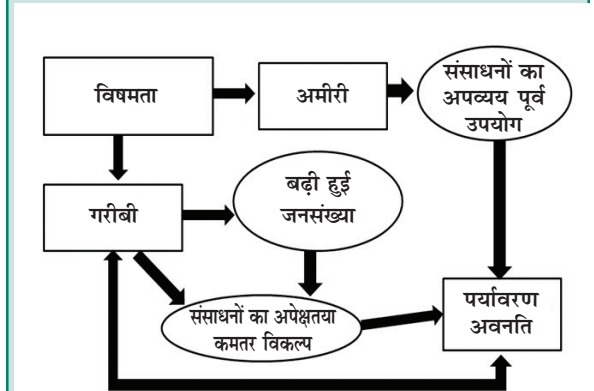 विषमता
अमीरी
संसाधनों का
अपव्यय पूर्व
उपयोग
गरीबी
बढ़ी हुई
जनसंख्या
संसाधनों का अपेक्षतया
कमतर विकल्प
पर्यावरण
अवनति